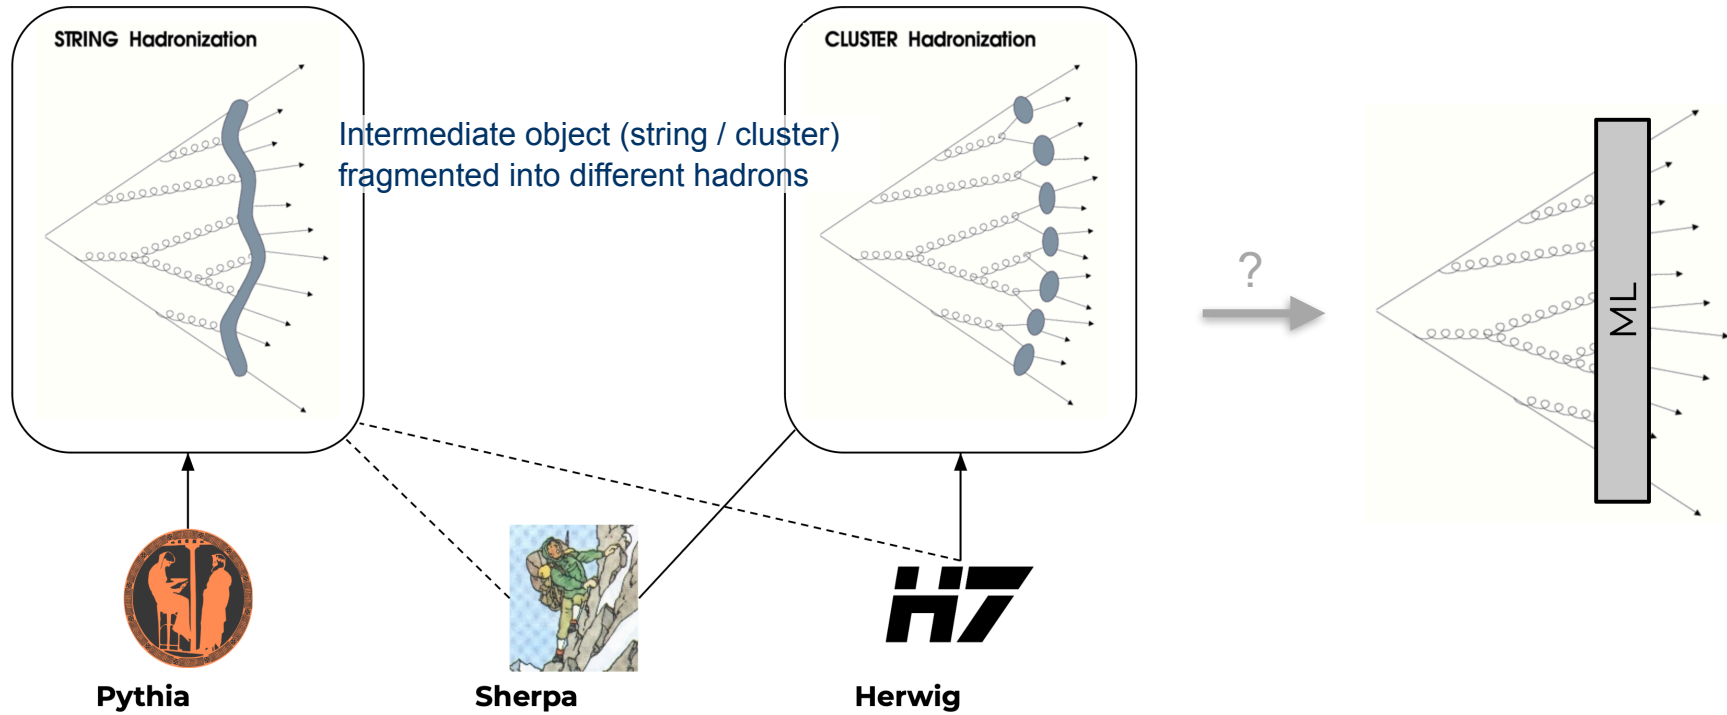 STRING Hadronization
CLUSTER Hadronization
Intermediate object (string / cluster)
fragmented into different hadrons
?
ML
H7
Pythia
Sherpa
Herwig